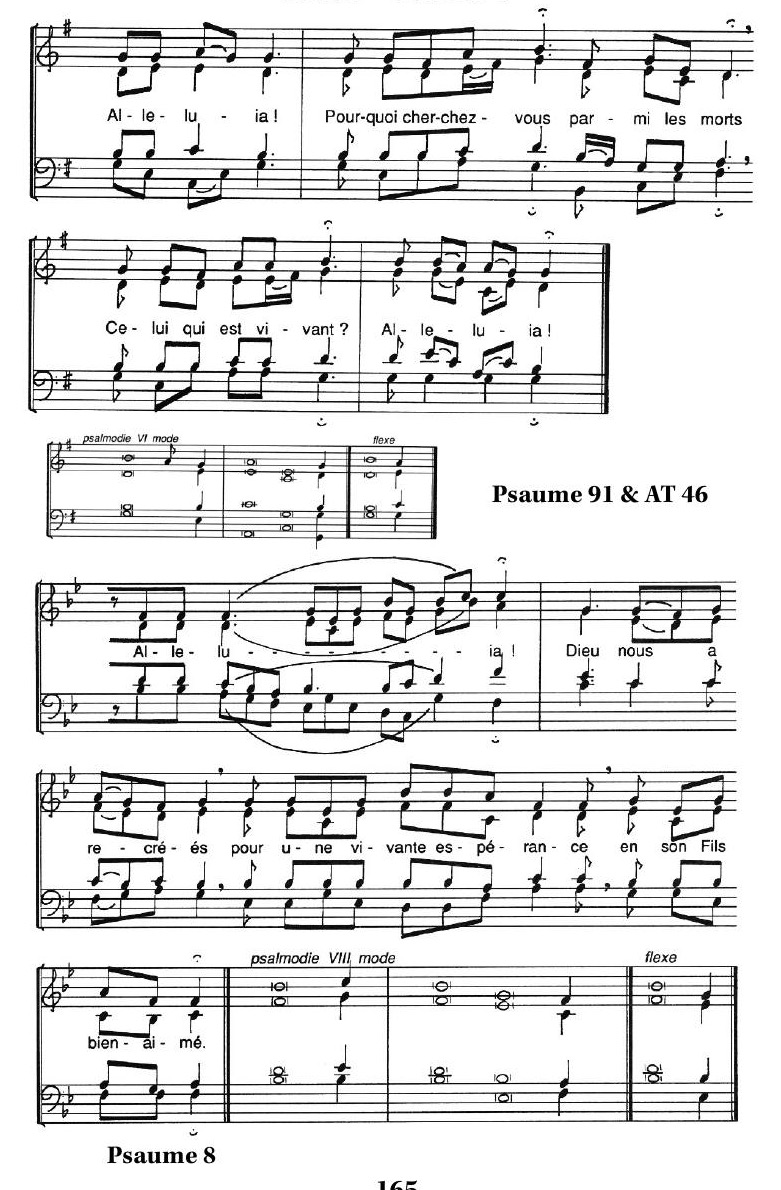 Al - le - lu - ia ! Pour-quoi cher-chez - vous par - mi les morts
Ce - lui qui est vi - vant ? Al - le - lu - ia !
psalmodie VI mode flexe
Psaume 91 & AT 46
Al - le - lu - - - - - - - - - - - ia ! Dieu nous a
re - cré - és pour u - ne vi - vante es - pé - ran - ce en son Fils
psalmodie VIII mode flexe
bien - ai - mé.
Psaume 8
165